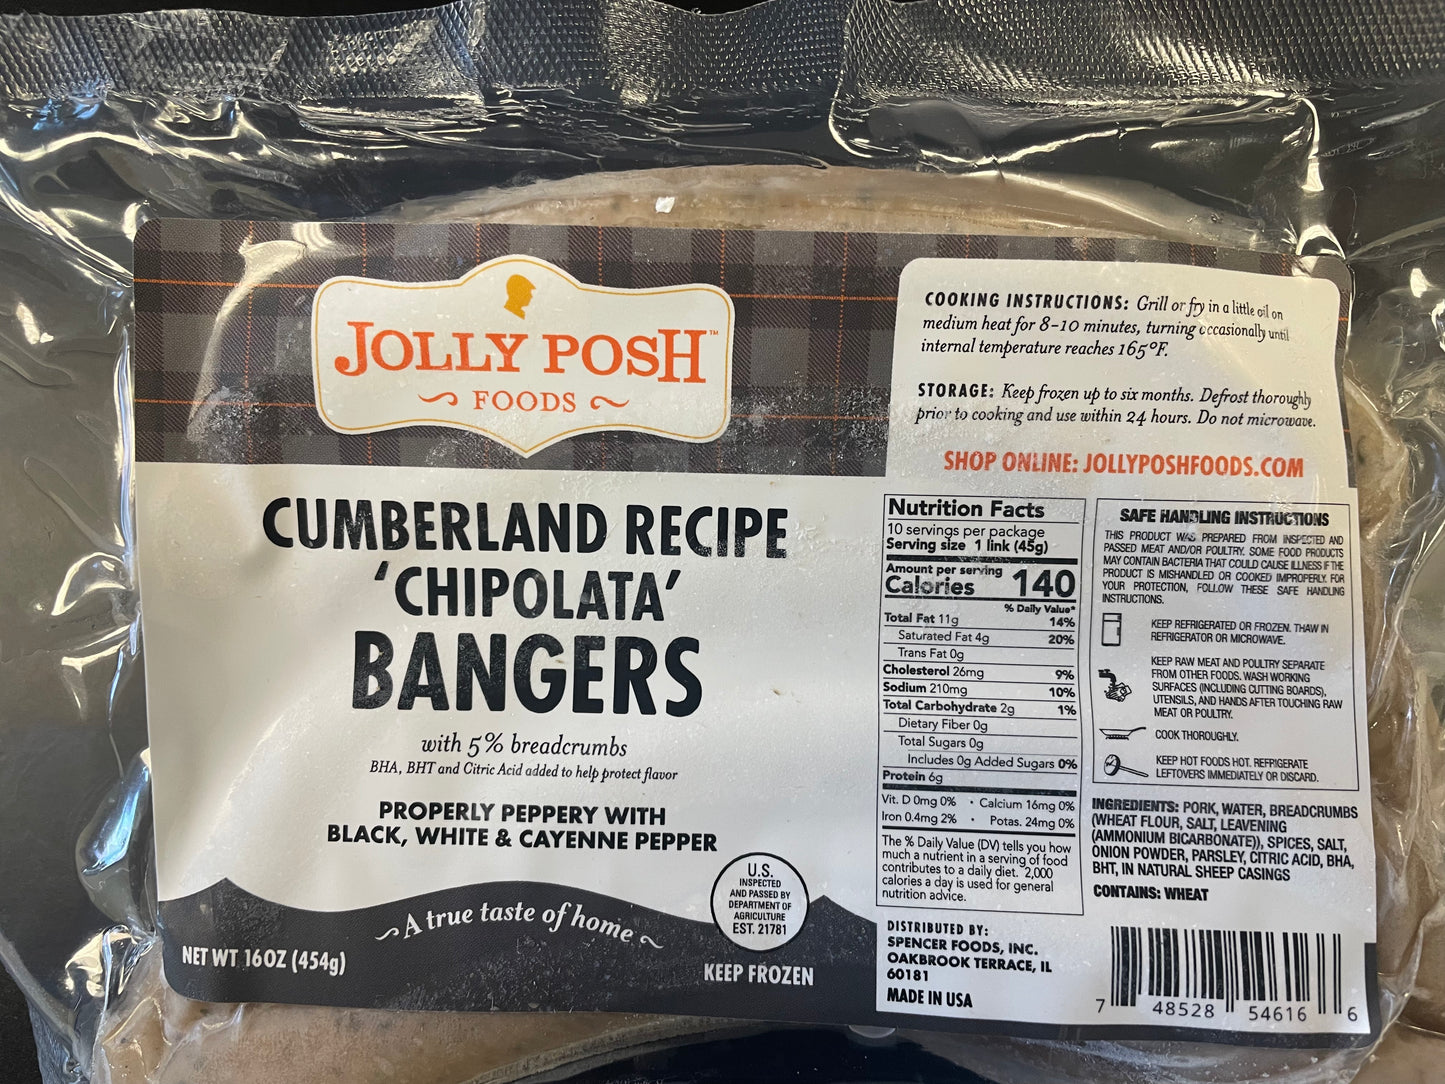 JOLLY POSH™
FOODS
CUMBERLAND RECIPE
‘CHIPOLATA’
BANGERS
with 5% breadcrumbs
BHA, BHT and Citric Acid added to help protect flavor
PROPERLY PEPPERY WITH
BLACK, WHITE & CAYENNE PEPPER
U.S.
INSPECTED
AND PASSED BY
DEPARTMENT OF
AGRICULTURE
EST. 21781
A true taste of home
NET WT 16OZ (454g)
KEEP FROZEN
COOKING INSTRUCTIONS: Grill or fry in a little oil on
medium heat for 8-10 minutes, turning occasionally until
internal temperature reaches 165°F.
STORAGE: Keep frozen up to six months. Defrost thoroughly
prior to cooking and use within 24 hours. Do not microwave.
SHOP ONLINE: JOLLYPOSHFOODS.COM
Nutrition Facts
10 servings per package
Serving size 1 link (45g)
Amount per serving
Calories 140
% Daily Value*
Total Fat 11g 14%
Saturated Fat 4g 20%
Trans Fat 0g
Cholesterol 26mg 9%
Sodium 210mg 10%
Total Carbohydrate 2g 1%
Dietary Fiber 0g
Total Sugars 0g
Includes 0g Added Sugars 0%
Protein 6g
Vit. D 0mg 0% • Calcium 16mg 0%
Iron 0.4mg 2% • Potas. 24mg 0%
The % Daily Value (DV) tells you how
much a nutrient in a serving of food
contributes to a daily diet. 2,000
calories a day is used for general
nutrition advice.
SAFE HANDLING INSTRUCTIONS
THIS PRODUCT WAS PREPARED FROM INSPECTED AND
PASSED MEAT AND/OR POULTRY. SOME FOOD PRODUCTS
MAY CONTAIN BACTERIA THAT COULD CAUSE ILLNESS IF THE
PRODUCT IS MISHANDLED OR COOKED IMPROPERLY. FOR
YOUR PROTECTION, FOLLOW THESE SAFE HANDLING
INSTRUCTIONS.
KEEP REFRIGERATED OR FROZEN. THAW IN
REFRIGERATOR OR MICROWAVE.
KEEP RAW MEAT AND POULTRY SEPARATE
FROM OTHER FOODS. WASH WORKING
SURFACES (INCLUDING CUTTING BOARDS),
UTENSILS, AND HANDS AFTER TOUCHING RAW
MEAT OR POULTRY.
COOK THOROUGHLY.
KEEP HOT FOODS HOT. REFRIGERATE
LEFTOVERS IMMEDIATELY OR DISCARD.
INGREDIENTS: PORK, WATER, BREADCRUMBS
(WHEAT FLOUR, SALT, LEAVENING
(AMMONIUM BICARBONATE)), SPICES, SALT,
ONION POWDER, PARSLEY, CITRIC ACID, BHA,
BHT, IN NATURAL SHEEP CASINGS
CONTAINS: WHEAT
DISTRIBUTED BY:
SPENCER FOODS, INC.
OAKBROOK TERRACE, IL
60181
MADE IN USA
7 48528 54616 6